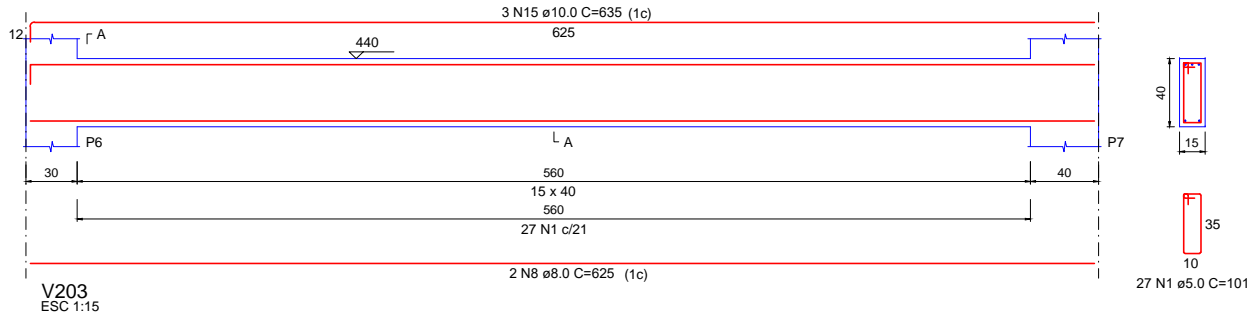 3 N15 ø10.0 C=635 (1c)
625
12
A
440
40
15
P6
A
P7
30
560
40
15 x 40
560
27 N1 c/21
35
10
27 N1 ø5.0 C=101
2 N8 ø8.0 C=625 (1c)
V203
ESC 1:15